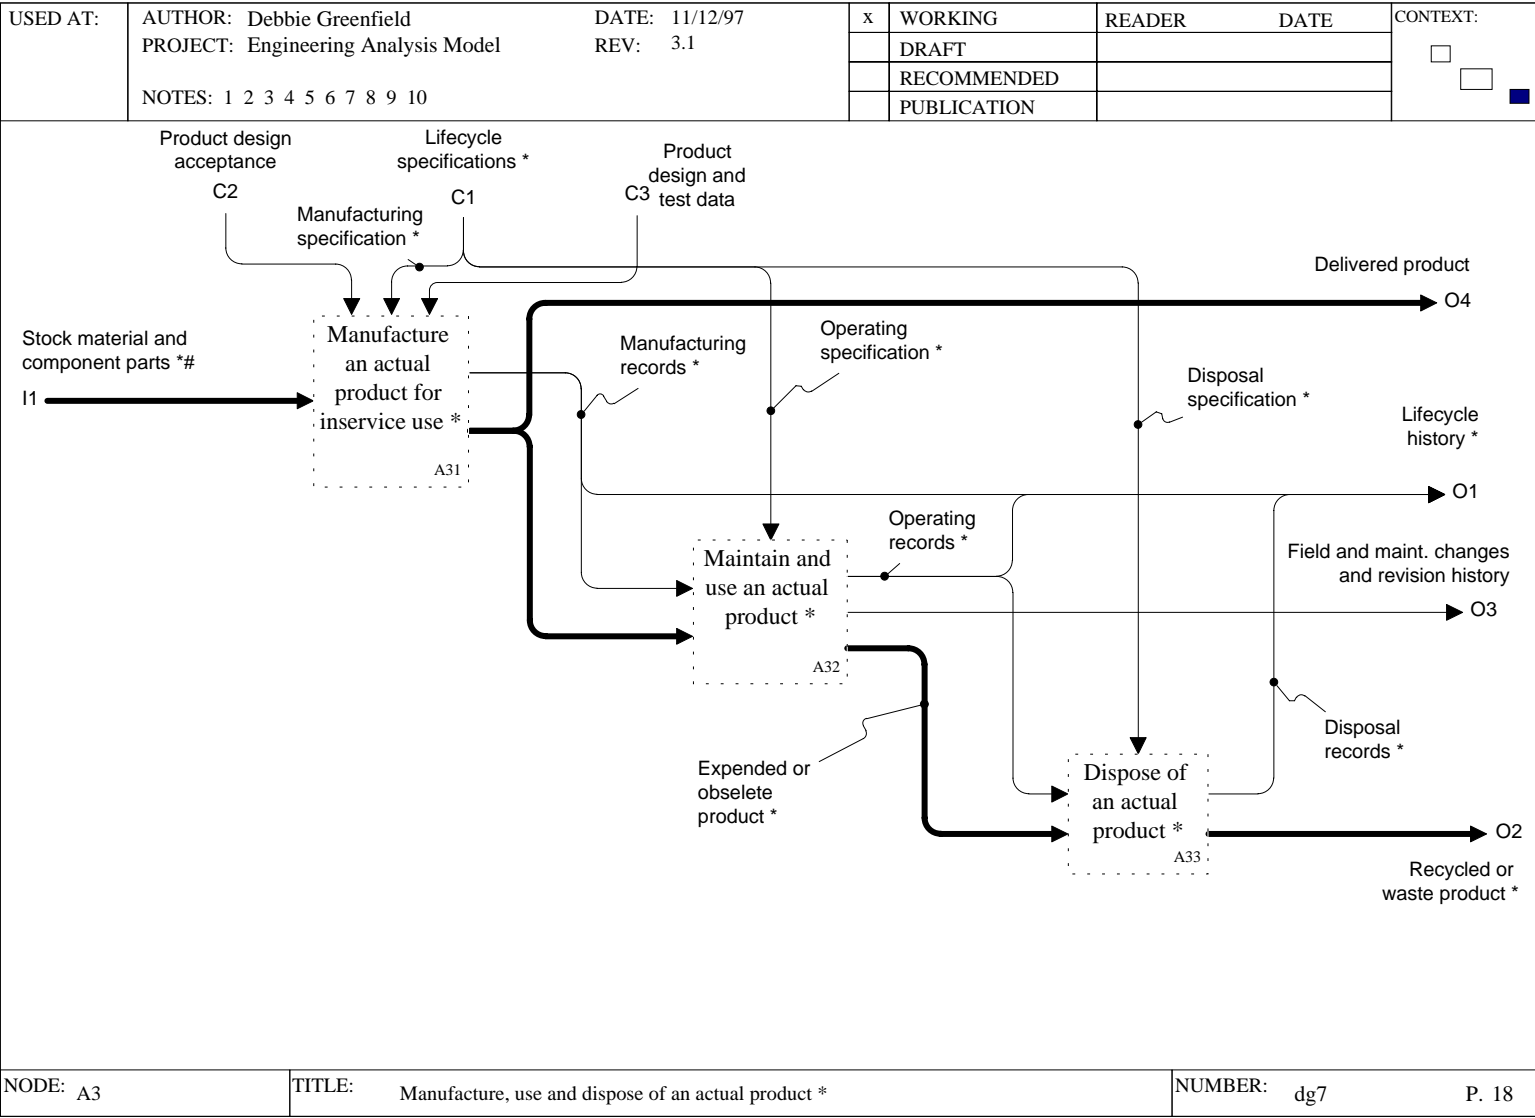 USED AT:
AUTHOR: Debbie Greenfield
DATE: 11/12/97
x WORKING
READER DATE
CONTEXT:
PROJECT: Engineering Analysis Model
REV: 3.1
DRAFT
RECOMMENDED
NOTES: 1 2 3 4 5 6 7 8 9 10
PUBLICATION
Product design
acceptance
C2
Lifecycle
specifications *
C1
Product
design and
test data
C3
Manufacturing
specification *
Delivered product
O4
Stock material and
component parts *#
I1
Manufacture
an actual
product for
inservice use *
A31
Manufacturing
records *
Operating
specification *
Disposal
specification *
Lifecycle
history *
O1
Operating
records *
Field and maint. changes
and revision history
O3
Maintain and
use an actual
product *
A32
Disposal
records *
Expended or
obselete
product *
Dispose of
an actual
product *
A33
O2
Recycled or
waste product *
NODE: A3
TITLE: Manufacture, use and dispose of an actual product *
NUMBER: dg7
P. 18